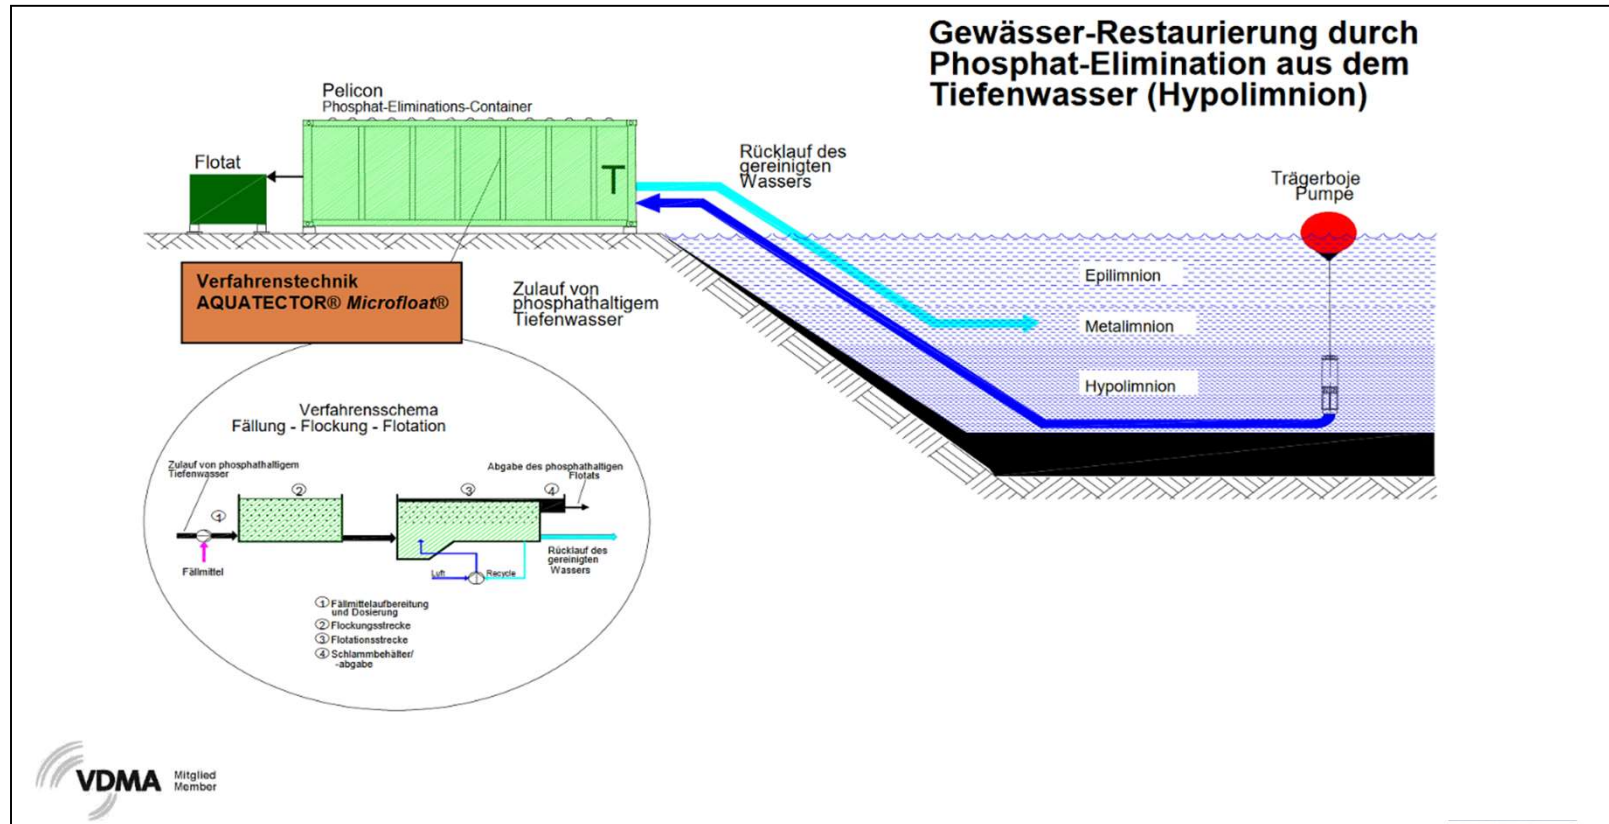 Gewässer-Restaurierung durch
Phosphat-Elimination aus dem
Tiefenwasser (Hypolimnion)
Pelicon
Phosphat-Eliminations-Container
Flotat
T
Rücklauf des
gereinigten
Wassers
Trägerboje
Pumpe
Verfahrenstechnik
AQUATECTOR® Microfloat®
Zulauf von
phosphathaltigem
Tiefenwasser
Epilimnion
Metalimnion
Hypolimnion
Verfahrensschema
Fällung - Flockung - Flotation
Zulauf von phosphathaltigem
Tiefenwasser
Abgabe des phosphathaltigen
Flotats
1
2
3
4
Fällmittel
Luft
Recycle
Rücklauf des
gereinigten
Wassers
1 Fällmittelaufbereitung
und Dosierung
2 Flockungsstrecke
3 Flotationsstrecke
4 Schlammbehälter/
-abgabe
VDMA
Mitglied
Member